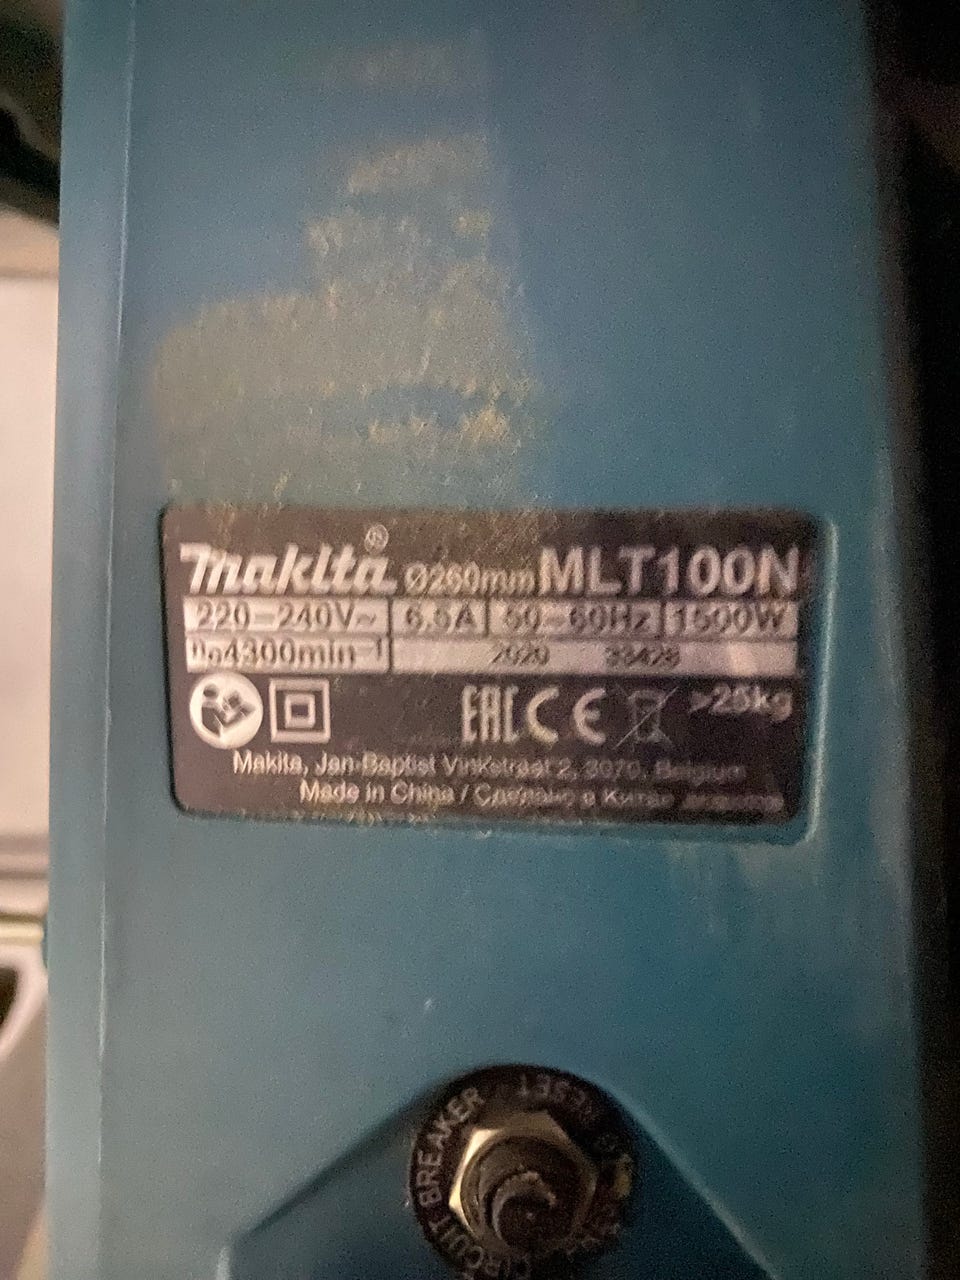 makita® Ø260mm MLT100N
220-240V~ 6.5A 50-60Hz 1500W
n₀4300min⁻¹ 2020 33428
EAC CE >25kg
Makita, Jan-Baptist Vinkstraat 2, 3070, Belgium
Made in China / Сделано в Китае
CIRCUIT BREAKER RESET